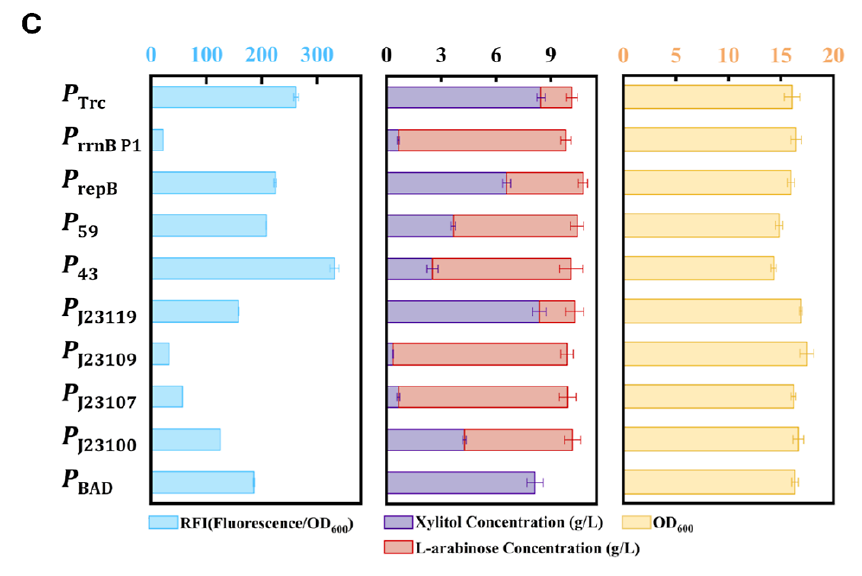 C
0 100 200 300 0 3 6 9 0 5 10 15 20
PTrc
PrrnB P1
PrepB
P59
P43
PJ23119
PJ23109
PJ23107
PJ23100
PBAD
RFI(Fluorescence/OD600) Xylitol Concentration (g/L) OD600
L-arabinose Concentration (g/L)